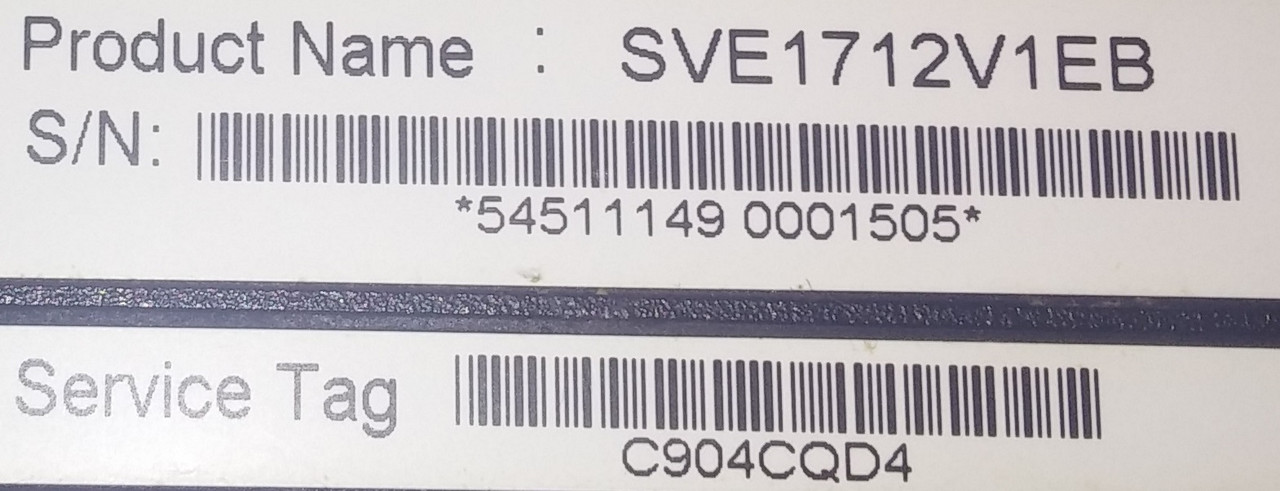 Product Name : SVE1712V1EB
S/N:
*54511149 0001505*
Service Tag
C904CQD4